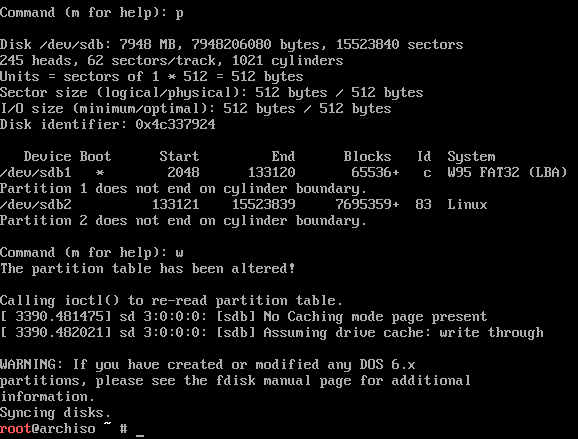 Command (m for help): p
Disk /dev/sdb: 7948 MB, 7948206080 bytes, 15523840 sectors
245 heads, 62 sectors/track, 1021 cylinders
Units = sectors of 1 * 512 = 512 bytes
Sector size (logical/physical): 512 bytes / 512 bytes
I/O size (minimum/optimal): 512 bytes / 512 bytes
Disk identifier: 0x4c337924
Device Boot Start End Blocks Id System
/dev/sdb1 * 2048 133120 65536+ c W95 FAT32 (LBA)
Partition 1 does not end on cylinder boundary.
/dev/sdb2 133121 15523839 7695359+ 83 Linux
Partition 2 does not end on cylinder boundary.
Command (m for help): w
The partition table has been altered!
Calling ioctl() to re-read partition table.
[ 3390.481475] sd 3:0:0:0: [sdb] No Caching mode page present
[ 3390.482021] sd 3:0:0:0: [sdb] Assuming drive cache: write through
WARNING: If you have created or modified any DOS 6.x
partitions, please see the fdisk manual page for additional
information.
Syncing disks.
root@archiso ~ # _